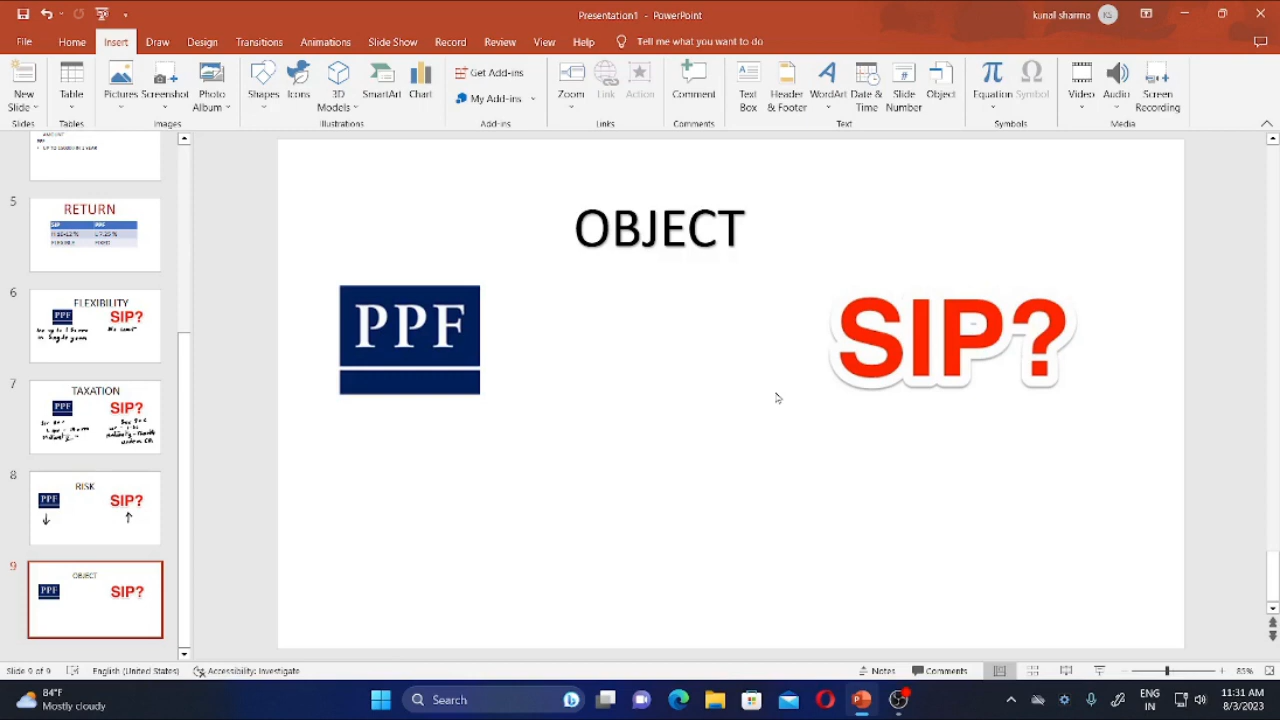 Presentation1 - PowerPoint
kunal sharma KS
File Home Insert Draw Design Transitions Animations Slide Show Record Review View Help Tell me what you want to do
New Slide
Table
Pictures
Screenshot
Photo Album
Shapes
Icons
3D Models
SmartArt
Chart
Get Add-ins
My Add-ins
Zoom
Link
Action
Comment
Text Box
Header & Footer
WordArt
Date & Time
Slide Number
Object
Equation
Symbol
Video
Audio
Screen Recording
Slides Tables Images Illustrations Add-ins Links Comments Text Symbols Media
5
RETURN
SIP PPF
FLEXIBLE FIXED
6
FLEXIBILITY
PPF SIP?
7
TAXATION
PPF SIP?
8
RISK
PPF SIP?
9
OBJECT
PPF SIP?
OBJECT
PPF
SIP?
Slide 9 of 9 English (United States) Accessibility: Investigate Notes Comments 85%
84°F
Mostly cloudy
Search
ENG
IN
11:31 AM
8/3/2023